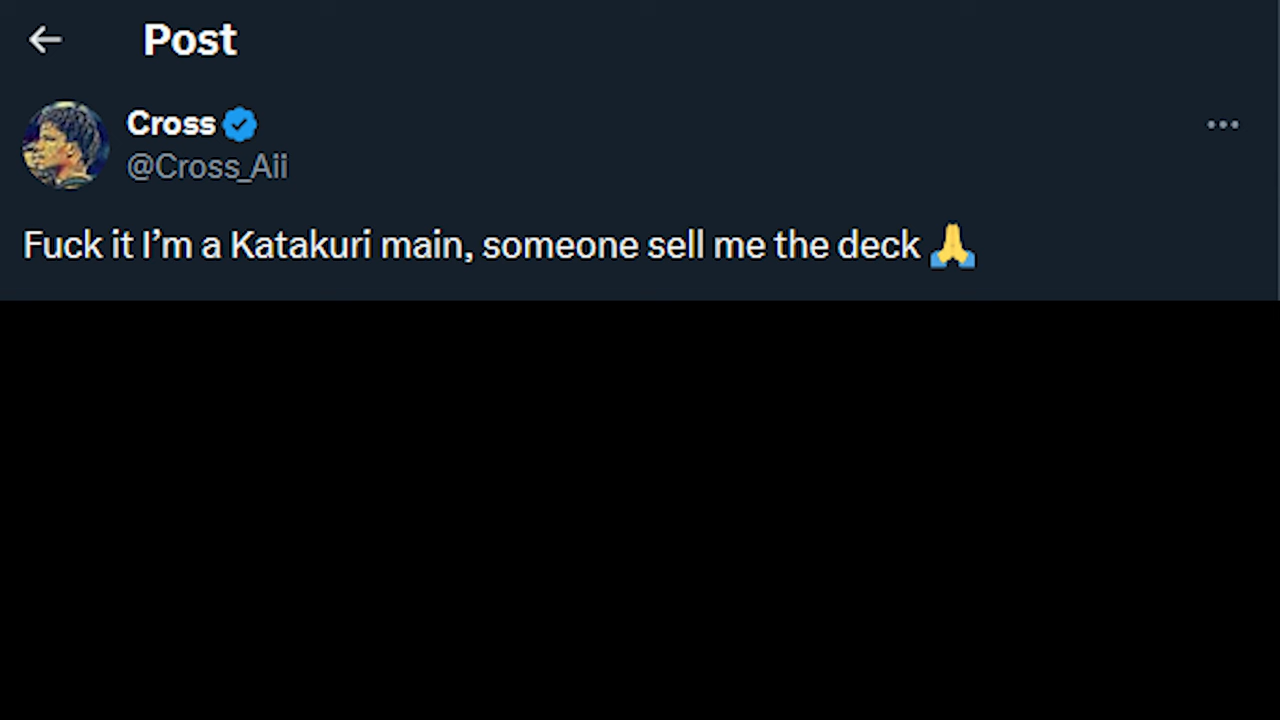 Post
Cross
@Cross_Aii
Fuck it I’m a Katakuri main, someone sell me the deck 🙏